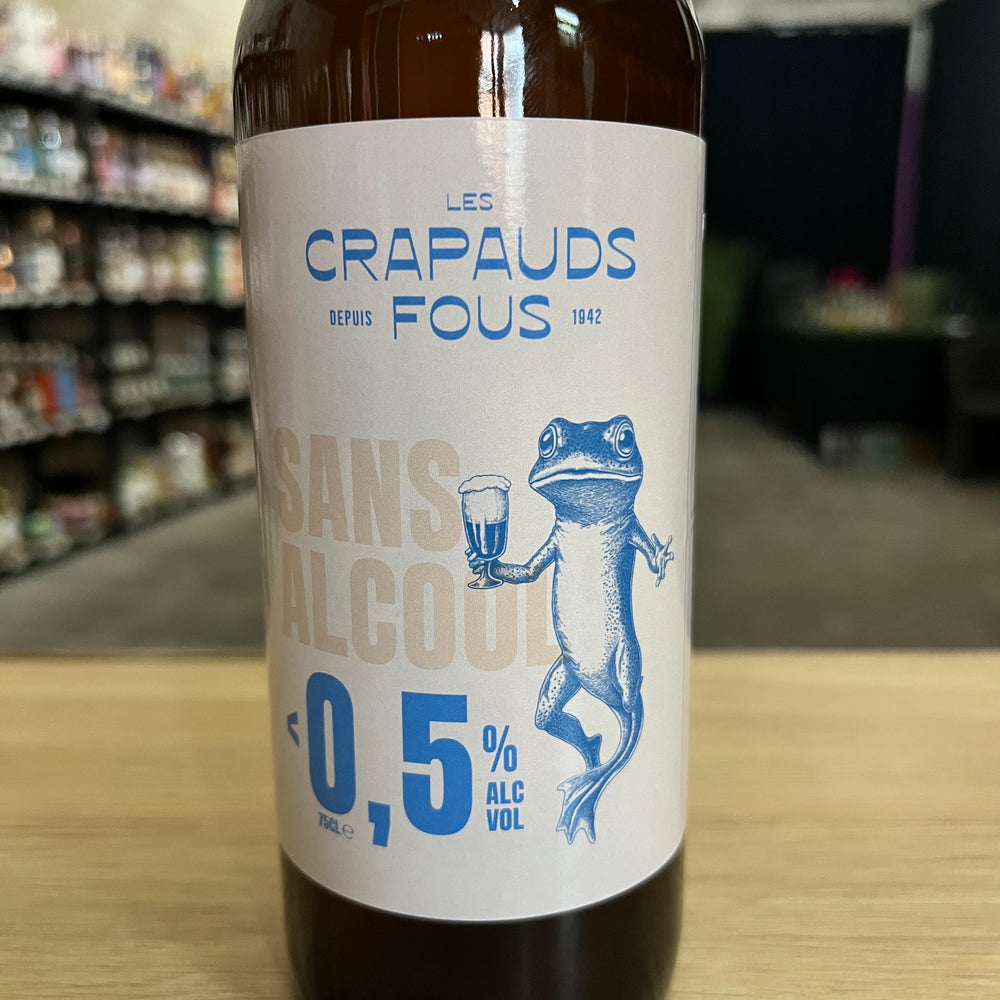 LES
CRAPAUDS
DEPUIS FOUS 1942
SANS
ALCOOL
<0,5% ALC VOL
75CL ℮